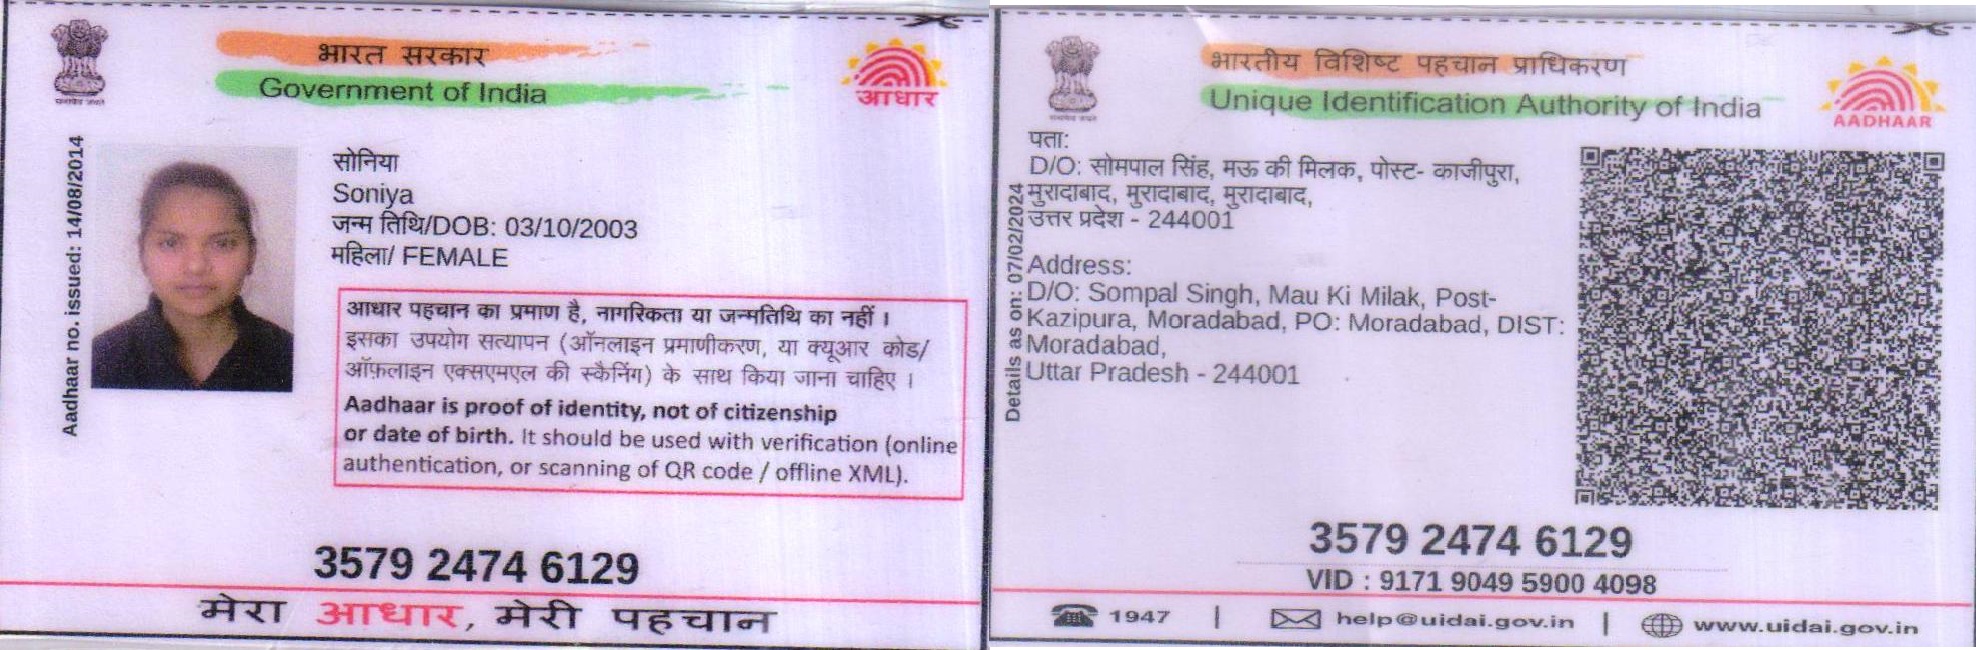 भारत सरकार
Government of India
आधार
Aadhaar no. issued: 14/08/2014
सोनिया
Soniya
जन्म तिथि/DOB: 03/10/2003
महिला/ FEMALE
आधार पहचान का प्रमाण है, नागरिकता या जन्मतिथि का नहीं ।
इसका उपयोग सत्यापन (ऑनलाइन प्रमाणीकरण, या क्यूआर कोड/
ऑफ़लाइन एक्सएमएल की स्कैनिंग) के साथ किया जाना चाहिए ।
Aadhaar is proof of identity, not of citizenship
or date of birth. It should be used with verification (online
authentication, or scanning of QR code / offline XML).
3579 2474 6129
मेरा आधार, मेरी पहचान
भारतीय विशिष्ट पहचान प्राधिकरण
Unique Identification Authority of India
AADHAAR
Details as on: 07/02/2024
पता:
D/O: सोमपाल सिंह, मऊ की मिलक, पोस्ट- काजीपुरा,
मुरादाबाद, मुरादाबाद, मुरादाबाद,
उत्तर प्रदेश - 244001
Address:
D/O: Sompal Singh, Mau Ki Milak, Post-
Kazipura, Moradabad, PO: Moradabad, DIST:
Moradabad,
Uttar Pradesh - 244001
3579 2474 6129
VID : 9171 9049 5900 4098
1947 | help@uidai.gov.in | www.uidai.gov.in